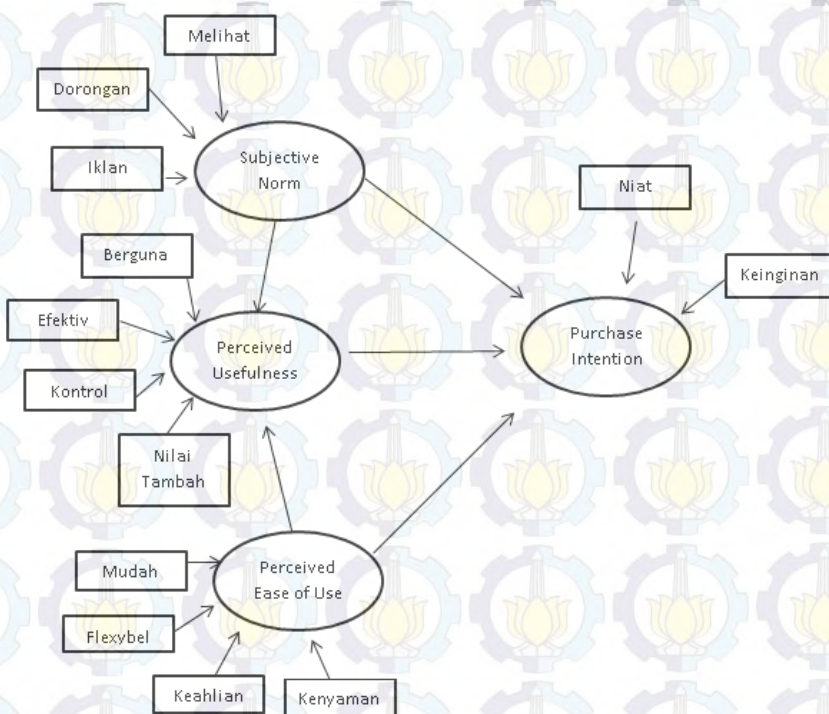 Melihat
Dorongan
Subjective
Norm
Iklan
Niat
Berguna
Keinginan
Efektiv
Perceived
Usefulness
Purchase
Intention
Kontrol
Nilai
Tambah
Mudah
Perceived
Ease of Use
Flexybel
Keahlian
Kenyaman